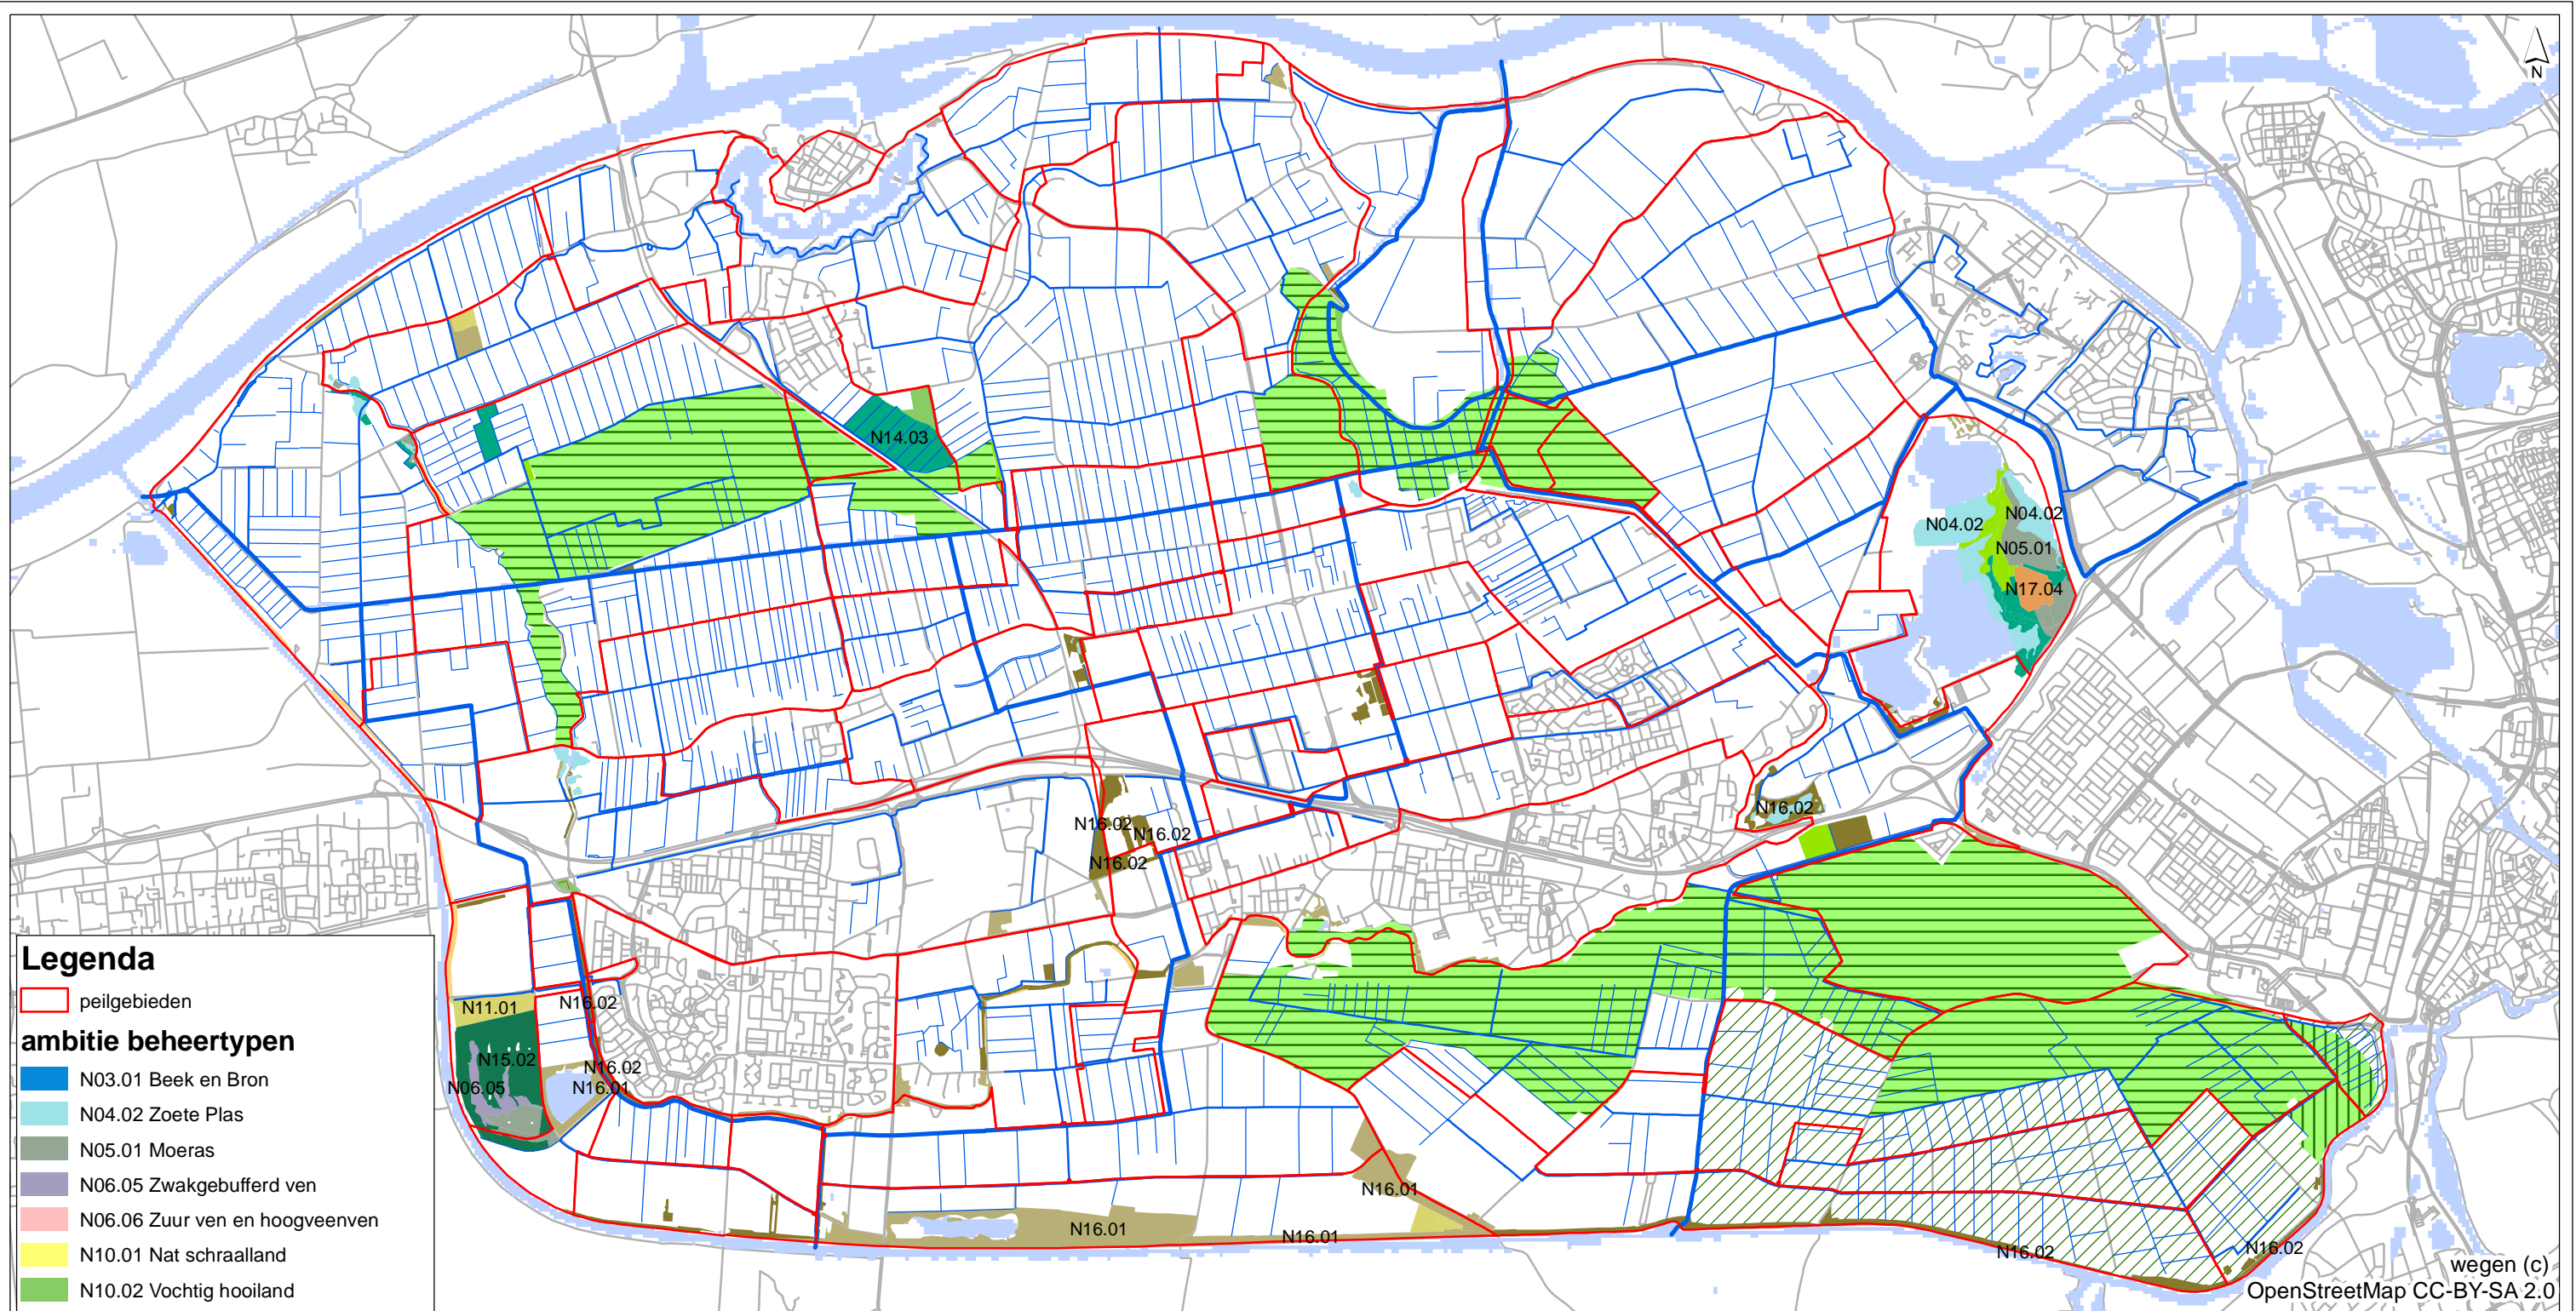 N
N14.03
N04.02
N04.02
N05.01
N17.04
N16.02
N16.02
N16.02
N16.02
Legenda
peilgebieden
ambitie beheertypen
N03.01 Beek en Bron
N04.02 Zoete Plas
N05.01 Moeras
N06.05 Zwakgebufferd ven
N06.06 Zuur ven en hoogveenven
N10.01 Nat schraalland
N10.02 Vochtig hooiland
N11.01
N16.02
N15.02
N16.02
N06.05
N16.01
N16.01
N16.01
N16.01
N16.02
N16.02
wegen (c)
OpenStreetMap CC-BY-SA 2.0